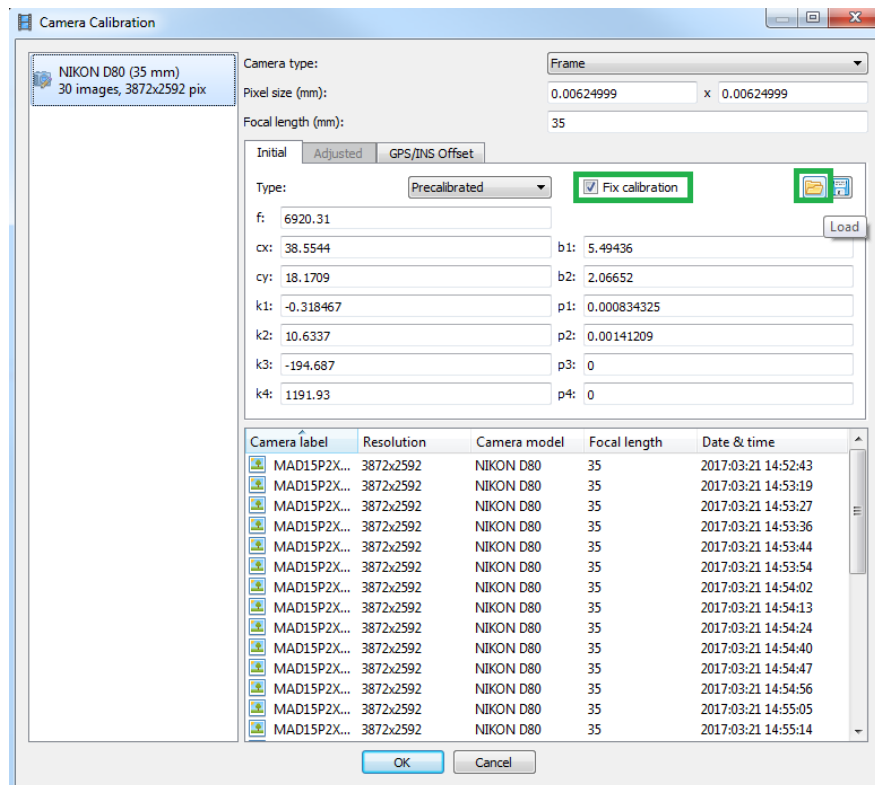 Camera Calibration
NIKON D80 (35 mm)
30 images, 3872x2592 pix
Camera type: Frame
Pixel size (mm): 0.00624999 x 0.00624999
Focal length (mm): 35
Initial Adjusted GPS/INS Offset
Type: Precalibrated Fix calibration
Load
f: 6920.31
cx: 38.5544 b1: 5.49436
cy: 18.1709 b2: 2.06652
k1: -0.318467 p1: 0.000834325
k2: 10.6337 p2: 0.00141209
k3: -194.687 p3: 0
k4: 1191.93 p4: 0
Camera label Resolution Camera model Focal length Date & time
MAD15P2X... 3872x2592 NIKON D80 35 2017:03:21 14:52:43
MAD15P2X... 3872x2592 NIKON D80 35 2017:03:21 14:53:19
MAD15P2X... 3872x2592 NIKON D80 35 2017:03:21 14:53:27
MAD15P2X... 3872x2592 NIKON D80 35 2017:03:21 14:53:36
MAD15P2X... 3872x2592 NIKON D80 35 2017:03:21 14:53:44
MAD15P2X... 3872x2592 NIKON D80 35 2017:03:21 14:53:54
MAD15P2X... 3872x2592 NIKON D80 35 2017:03:21 14:54:02
MAD15P2X... 3872x2592 NIKON D80 35 2017:03:21 14:54:13
MAD15P2X... 3872x2592 NIKON D80 35 2017:03:21 14:54:24
MAD15P2X... 3872x2592 NIKON D80 35 2017:03:21 14:54:40
MAD15P2X... 3872x2592 NIKON D80 35 2017:03:21 14:54:47
MAD15P2X... 3872x2592 NIKON D80 35 2017:03:21 14:54:56
MAD15P2X... 3872x2592 NIKON D80 35 2017:03:21 14:55:05
MAD15P2X... 3872x2592 NIKON D80 35 2017:03:21 14:55:14
OK Cancel